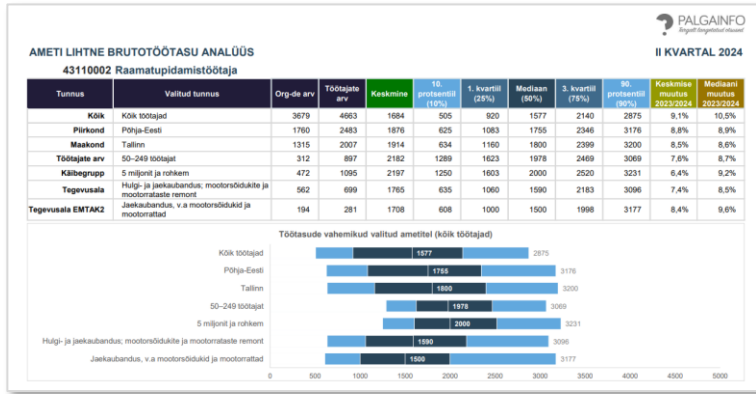 PALGAINFO
Targalt tasustatud elanunud
AMETI LIHTNE BRUTOTÖÖTASU ANALÜÜS
II KVARTAL 2024
43110002 Raamatupidamistöötaja
Tunnus Valitud tunnus Org-de arv Töötajate arv Keskmine 10. protsentiil (10%) 1. kvartiil (25%) Mediaan (50%) 3. kvartiil (75%) 90. protsentiil (90%) Keskmise muutus 2023/2024 Mediaani muutus 2023/2024
Kõik Kõik töötajad 3679 4663 1684 505 920 1577 2140 2875 9,1% 10,5%
Piirkond Põhja-Eesti 1760 2483 1876 625 1083 1755 2346 3176 8,8% 8,9%
Maakond Tallinn 1315 2007 1914 634 1160 1800 2399 3200 8,5% 8,6%
Töötajate arv 50–249 töötajat 312 897 2182 1289 1623 1978 2469 3069 7,6% 8,7%
Käibegrupp 5 miljonit ja rohkem 472 1095 2197 1250 1603 2000 2520 3231 6,4% 9,2%
Tegevusala Hulgi- ja jaekaubandus; mootorsõidukite ja mootorrataste remont 562 699 1765 635 1060 1590 2183 3096 7,4% 8,5%
Tegevusala EMTAK2 Jaekaubandus, v.a mootorsõidukid ja mootorrattad 194 281 1708 608 1000 1500 1998 3177 8,4% 9,6%
Töötasude vahemikud valitud ametitel (kõik töötajad)
Kõik töötajad 1577 2875
Põhja-Eesti 1755 3176
Tallinn 1800 3200
50–249 töötajat 1978 3069
5 miljonit ja rohkem 2000 3231
Hulgi- ja jaekaubandus; mootorsõidukite ja mootorrataste remont 1590 3096
Jaekaubandus, v.a mootorsõidukid ja mootorrattad 1500 3177
0 500 1000 1500 2000 2500 3000 3500 4000 4500 5000